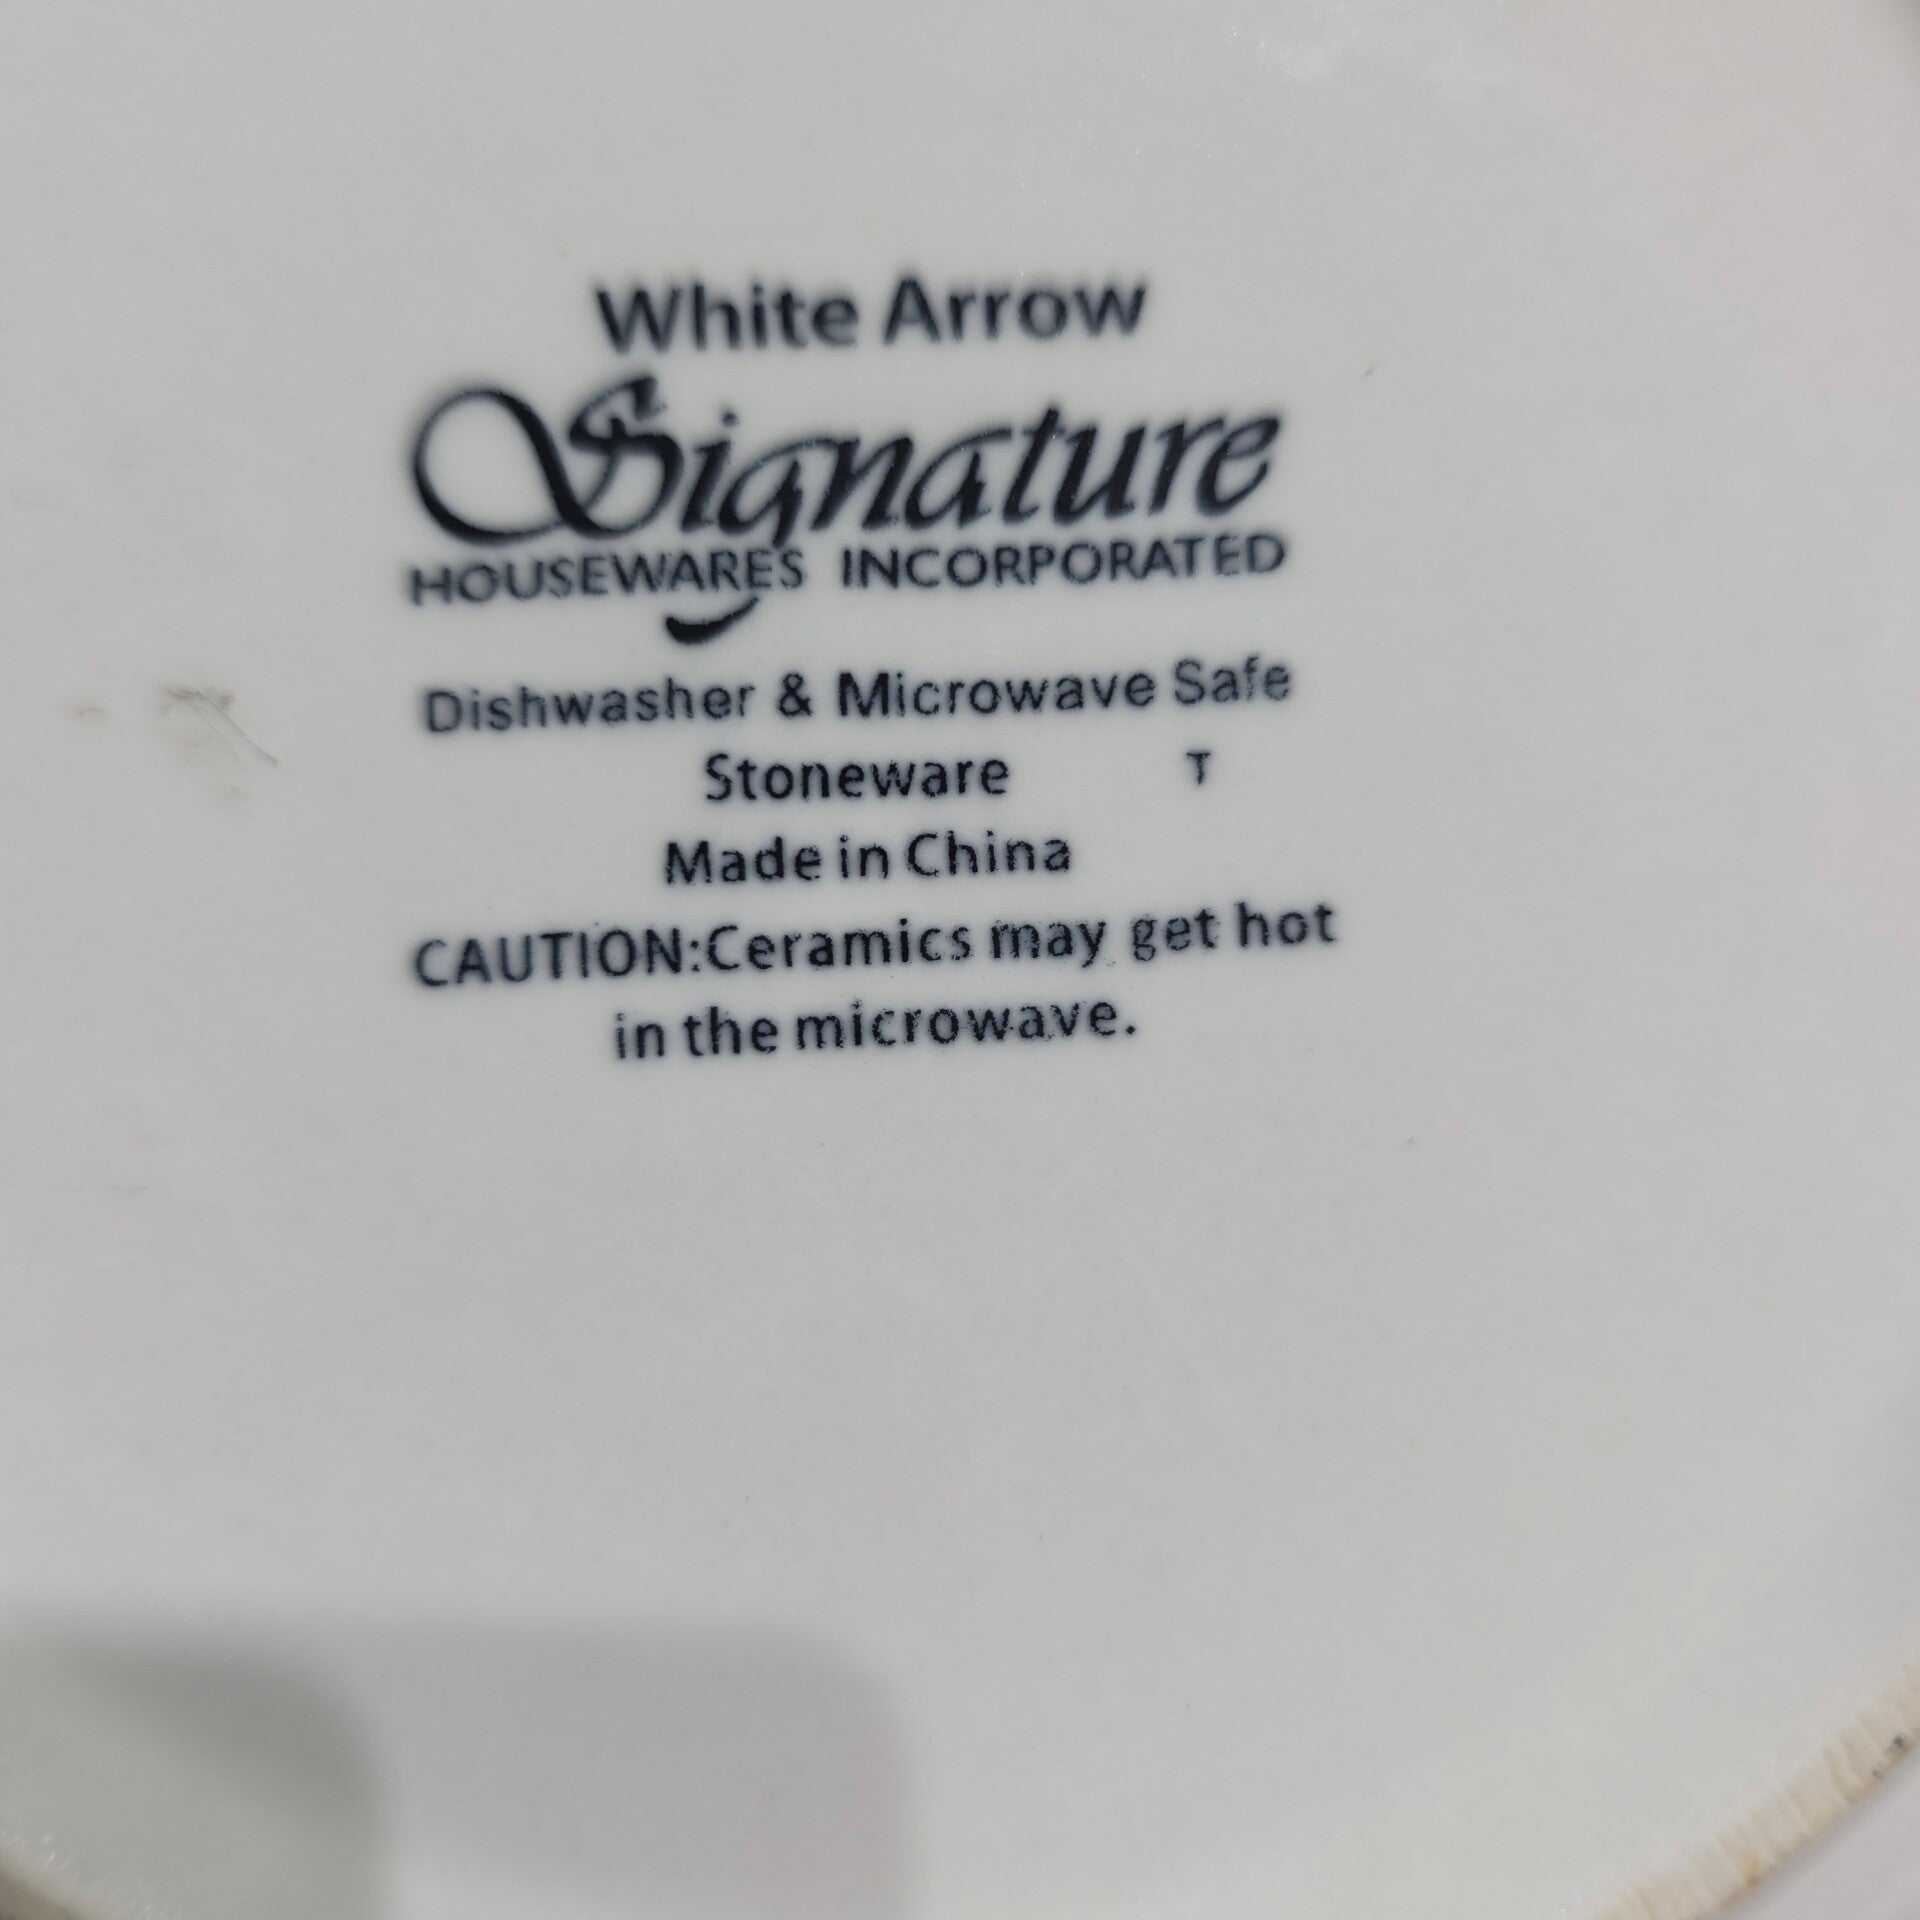 White Arrow
Signature
HOUSEWARES INCORPORATED
Dishwasher & Microwave Safe
Stoneware T
Made in China
CAUTION:Ceramics may get hot
in the microwave.